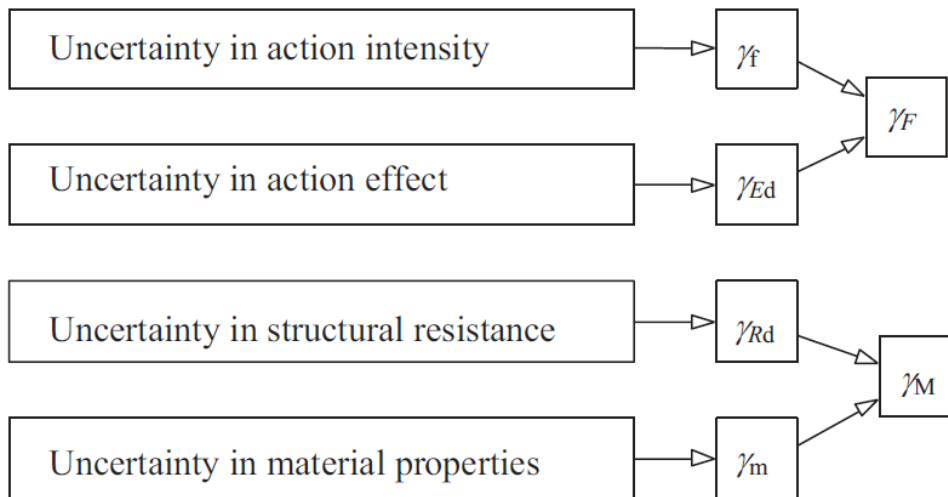 Uncertainty in action intensity
γf
γF
Uncertainty in action effect
γEd
Uncertainty in structural resistance
γRd
γM
Uncertainty in material properties
γm